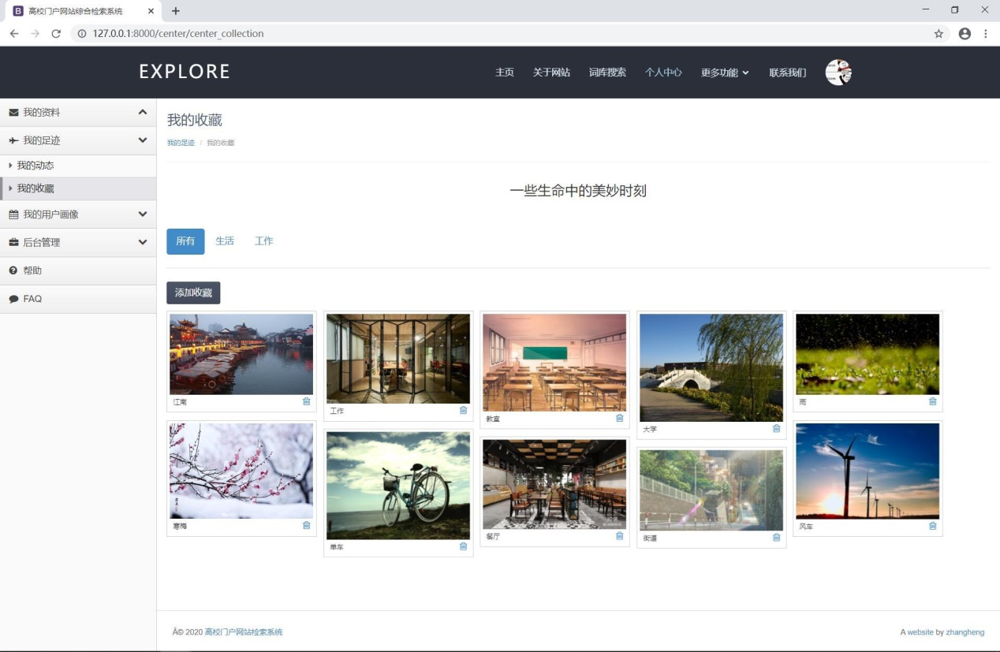 高校门户网站综合检索系统
127.0.0.1:8000/center/center_collection
EXPLORE
主页 关于网站 词库搜索 个人中心 更多功能 联系我们
我的资料
我的足迹
我的动态
我的收藏
我的用户画像
后台管理
帮助
FAQ
我的收藏
我的足迹 / 我的收藏
一些生命中的美妙时刻
所有 生活 工作
添加收藏
江南
工作
教室
大学
雨
寒梅
单车
餐厅
街道
风车
Â© 2020 高校门户网站检索系统
A website by zhangheng